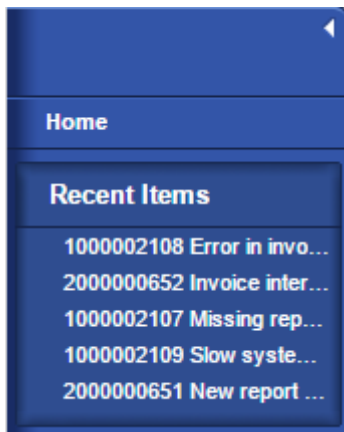 Home
Recent Items
1000002108 Error in invo...
2000000652 Invoice inter...
1000002107 Missing rep...
1000002109 Slow syste...
2000000651 New report ...